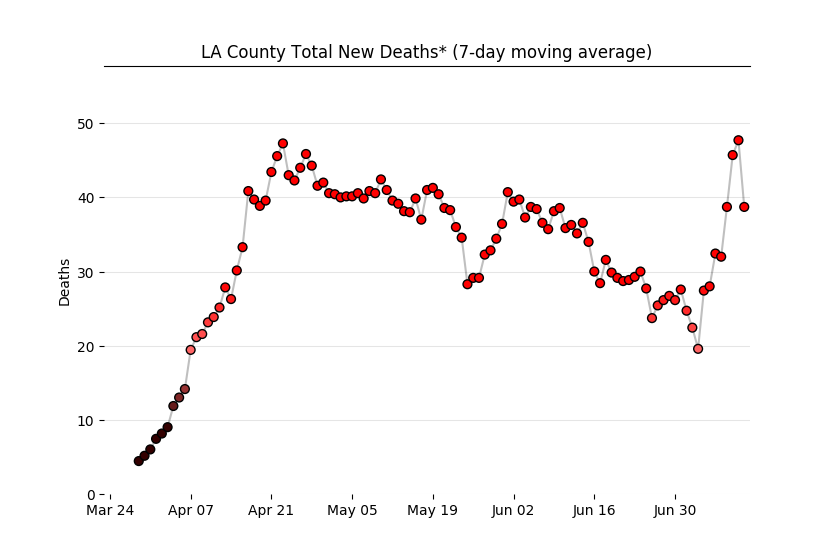 LA County Total New Deaths* (7-day moving average)
50
40
30
20
10
0
Deaths
Mar 24 Apr 07 Apr 21 May 05 May 19 Jun 02 Jun 16 Jun 30